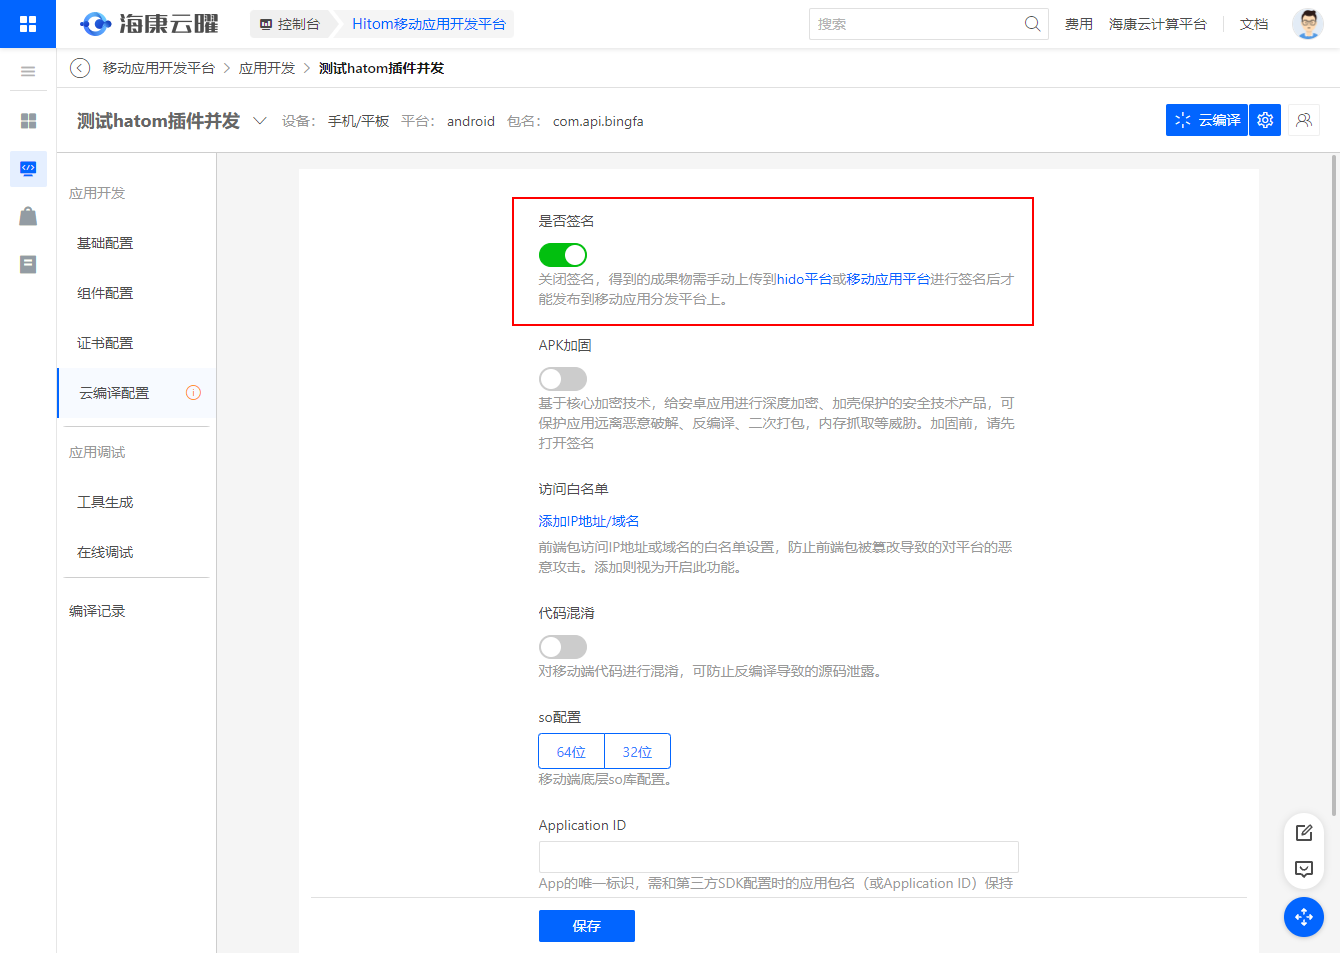 海康云曜
控制台
Hitom移动应用开发平台
搜索
费用
海康云计算平台
文档
移动应用开发平台
应用开发
测试hatom插件并发
测试hatom插件并发
设备： 手机/平板 平台： android 包名： com.api.bingfa
云编译
应用开发
基础配置
组件配置
证书配置
云编译配置
应用调试
工具生成
在线调试
编译记录
是否签名
关闭签名，得到的成果物需手动上传到hido平台或移动应用平台进行签名后才
能发布到移动应用分发平台上。
APK加固
基于核心加密技术，给安卓应用进行深度加密、加壳保护的安全技术产品，可
保护应用远离恶意破解、反编译、二次打包，内存抓取等威胁。加固前，请先
打开签名
访问白名单
添加IP地址/域名
前端包访问IP地址或域名的白名单设置，防止前端包被篡改导致的对平台的恶
意攻击。添加则视为开启此功能。
代码混淆
对移动端代码进行混淆，可防止反编译导致的源码泄露。
so配置
64位
32位
移动端底层so库配置。
Application ID
App的唯一标识，需和第三方SDK配置时的应用包名（或Application ID）保持
保存